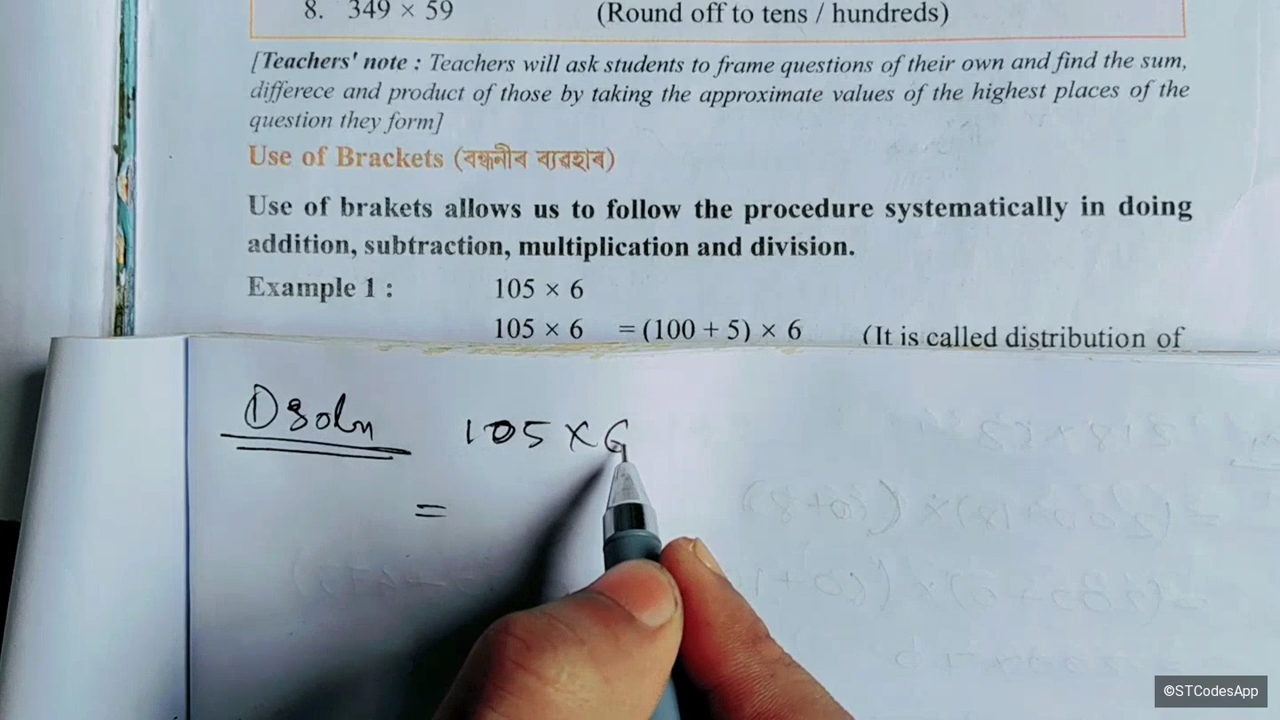 8. 349 × 59 (Round off to tens / hundreds)
[Teachers' note : Teachers will ask students to frame questions of their own and find the sum,
differece and product of those by taking the approximate values of the highest places of the
question they form]
Use of Brackets (বন্ধনীৰ ব্যৱহাৰ)
Use of brakets allows us to follow the procedure systematically in doing
addition, subtraction, multiplication and division.
Example 1 : 105 × 6
105 × 6 = (100 + 5) × 6 (It is called distribution of
① soln 105 × 6
=
©STCodesApp